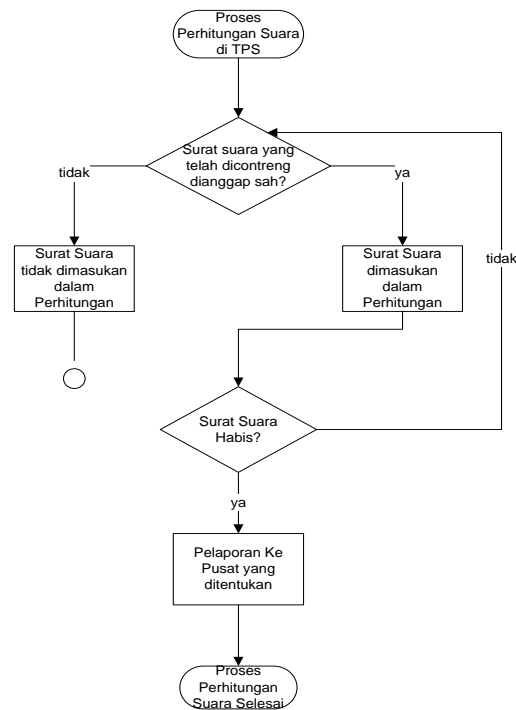 Proses
Perhitungan Suara
di TPS
Surat suara yang
telah dicontreng
dianggap sah?
tidak
ya
Surat Suara
tidak dimasukan
dalam
Perhitungan
Surat Suara
dimasukan
dalam
Perhitungan
tidak
Surat Suara
Habis?
ya
Pelaporan Ke
Pusat yang
ditentukan
Proses
Perhitungan
Suara Selesai